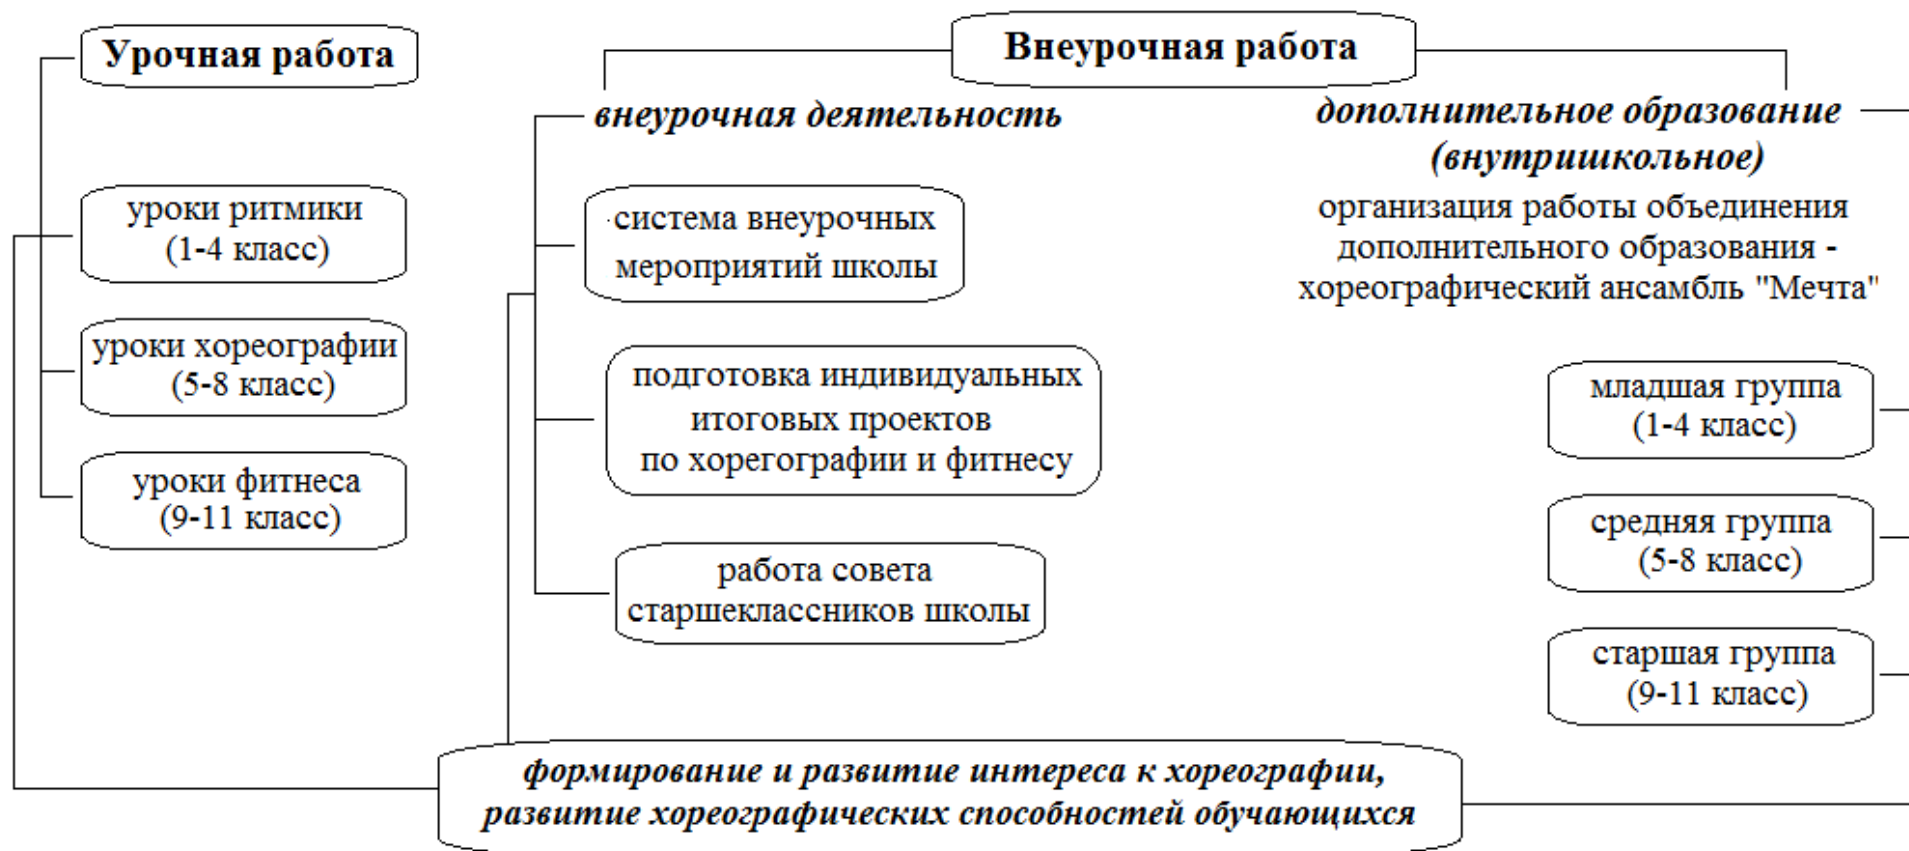 Урочная работа
уроки ритмики
(1-4 класс)
уроки хореографии
(5-8 класс)
уроки фитнеса
(9-11 класс)
Внеурочная работа
внеурочная деятельность
система внеурочных
мероприятий школы
подготовка индивидуальных
итоговых проектов
по хорегографии и фитнесу
работа совета
старшеклассников школы
дополнительное образование
(внутришкольное)
организация работы объединения
дополнительного образования -
хореографический ансамбль "Мечта"
младшая группа
(1-4 класс)
средняя группа
(5-8 класс)
старшая группа
(9-11 класс)
формирование и развитие интереса к хореографии,
развитие хореографических способностей обучающихся